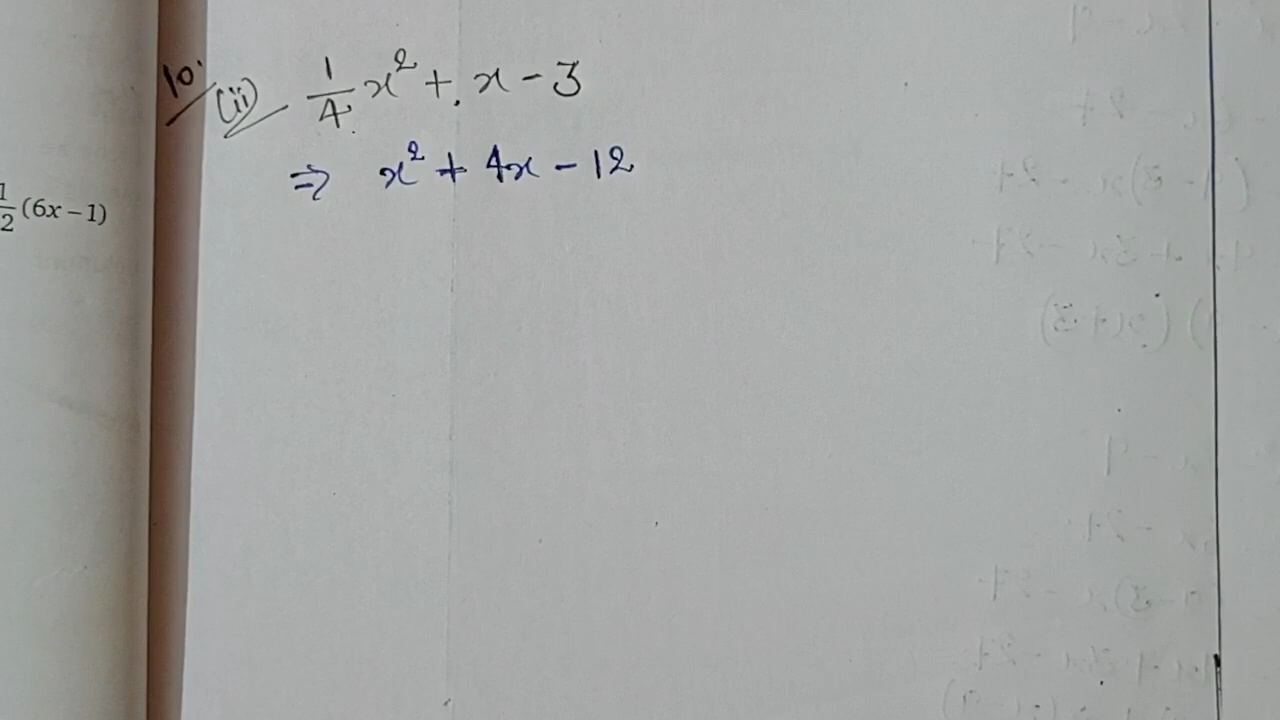 10. (ii) 1/4 x² + x - 3
⇒ x² + 4x - 12
1/2 (6x – 1)